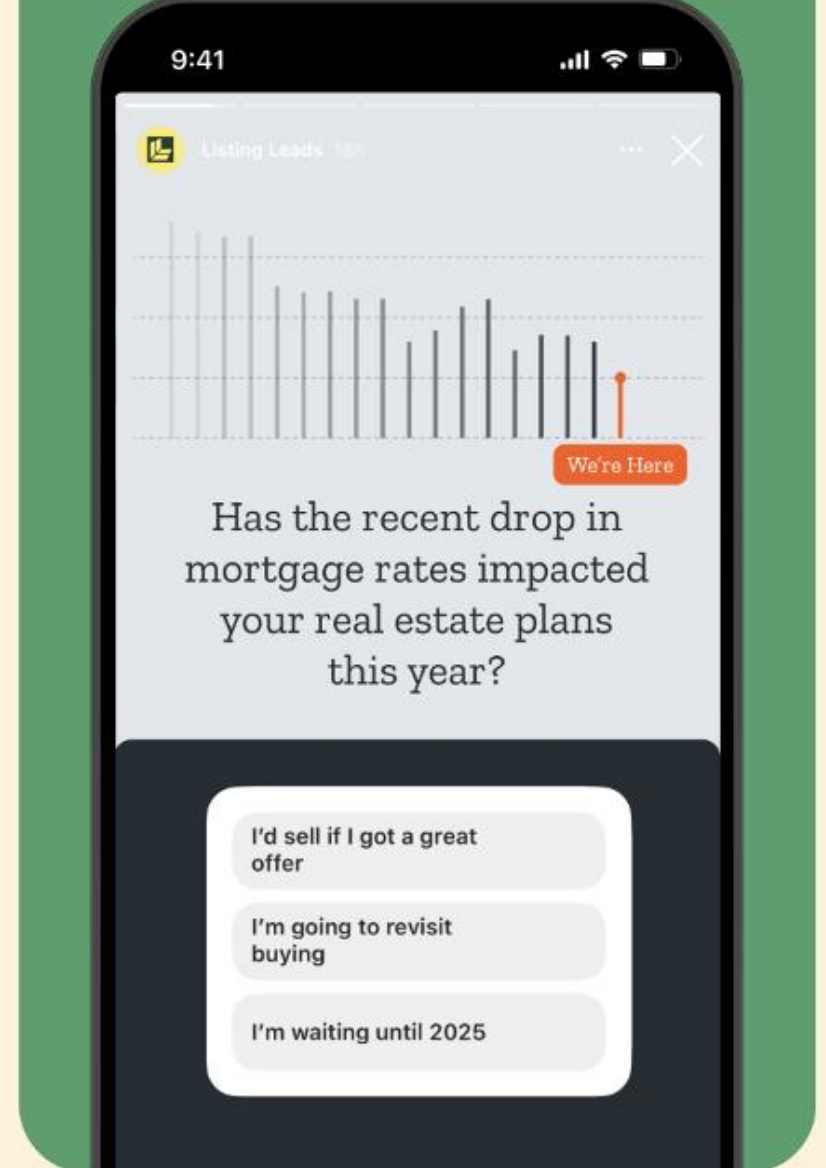 9:41
Listing Leads 18h
We're Here
Has the recent drop in
mortgage rates impacted
your real estate plans
this year?
I'd sell if I got a great
offer
I'm going to revisit
buying
I'm waiting until 2025